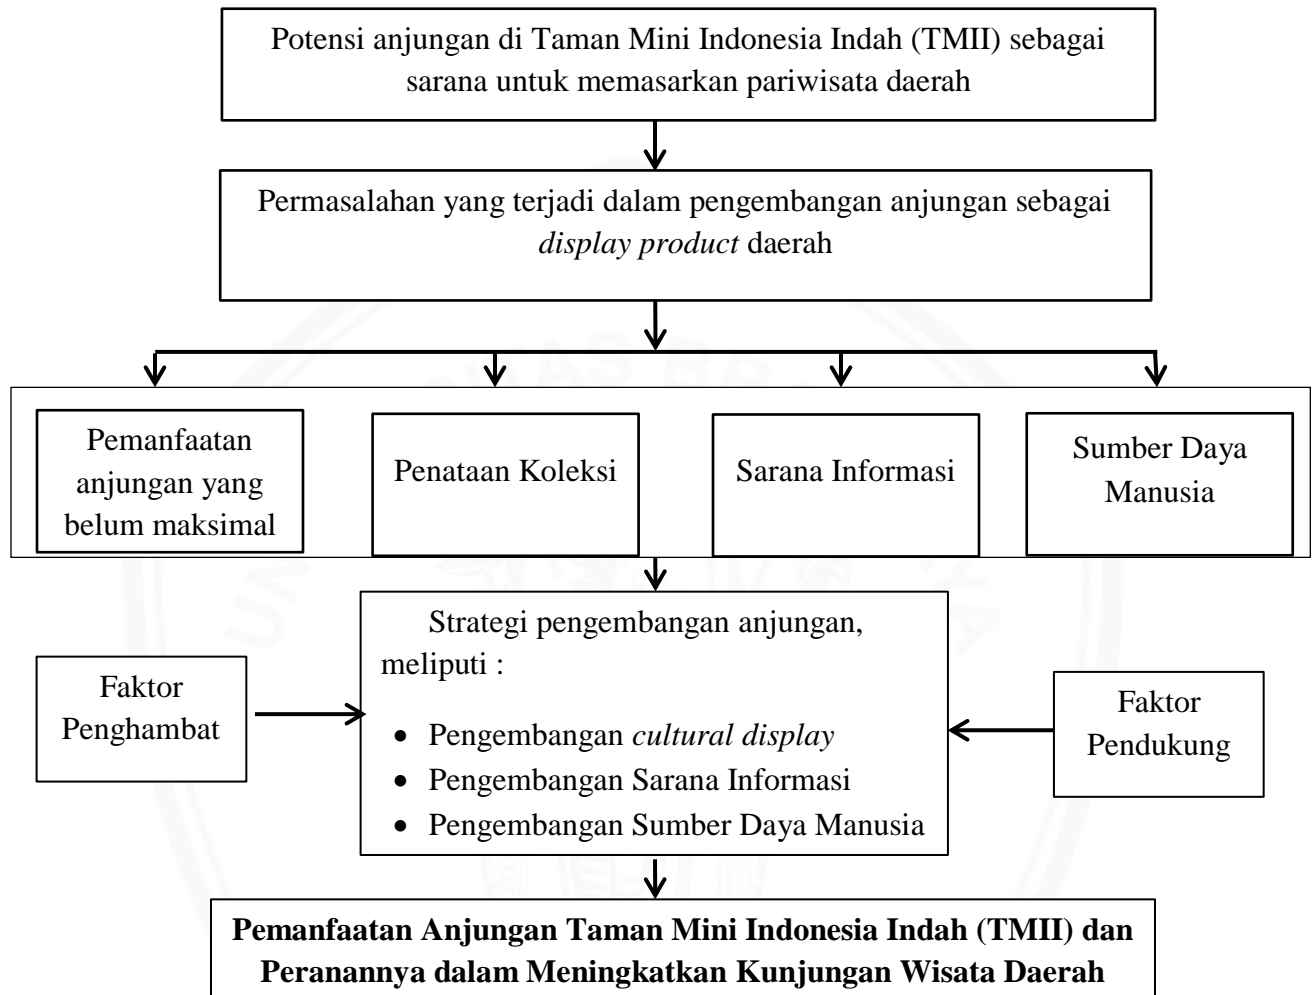 Potensi anjungan di Taman Mini Indonesia Indah (TMII) sebagai
sarana untuk memasarkan pariwisata daerah
Permasalahan yang terjadi dalam pengembangan anjungan sebagai
display product daerah
Pemanfaatan
anjungan yang
belum maksimal
Penataan Koleksi
Sarana Informasi
Sumber Daya
Manusia
Strategi pengembangan anjungan,
meliputi :
• Pengembangan cultural display
• Pengembangan Sarana Informasi
• Pengembangan Sumber Daya Manusia
Faktor
Penghambat
Faktor
Pendukung
Pemanfaatan Anjungan Taman Mini Indonesia Indah (TMII) dan
Peranannya dalam Meningkatkan Kunjungan Wisata Daerah